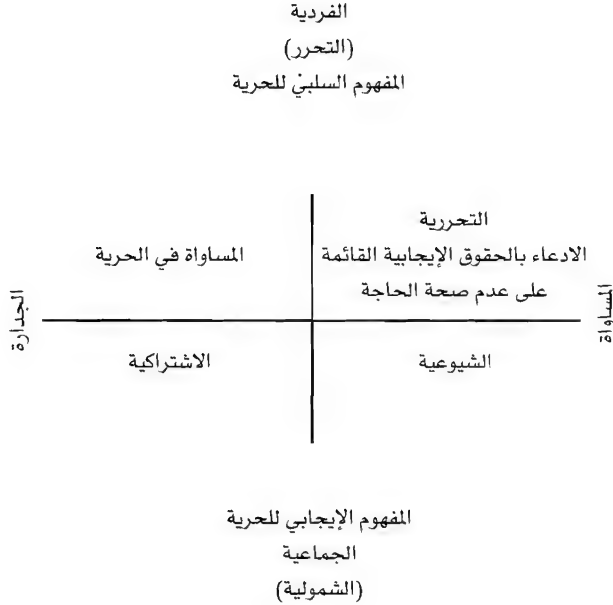 الفردية
(التحرر)
المفهوم السلبيْ للحرية
التحررية
الادعاء بالحقوق الإيجابية القائمة
على عدم صحة الحاجة
المساواة في الحرية
المساواة
الجدارة
الشيوعية
الاشتراكية
المفهوم الإيجابي للحرية
الجماعية
(الشمولية)